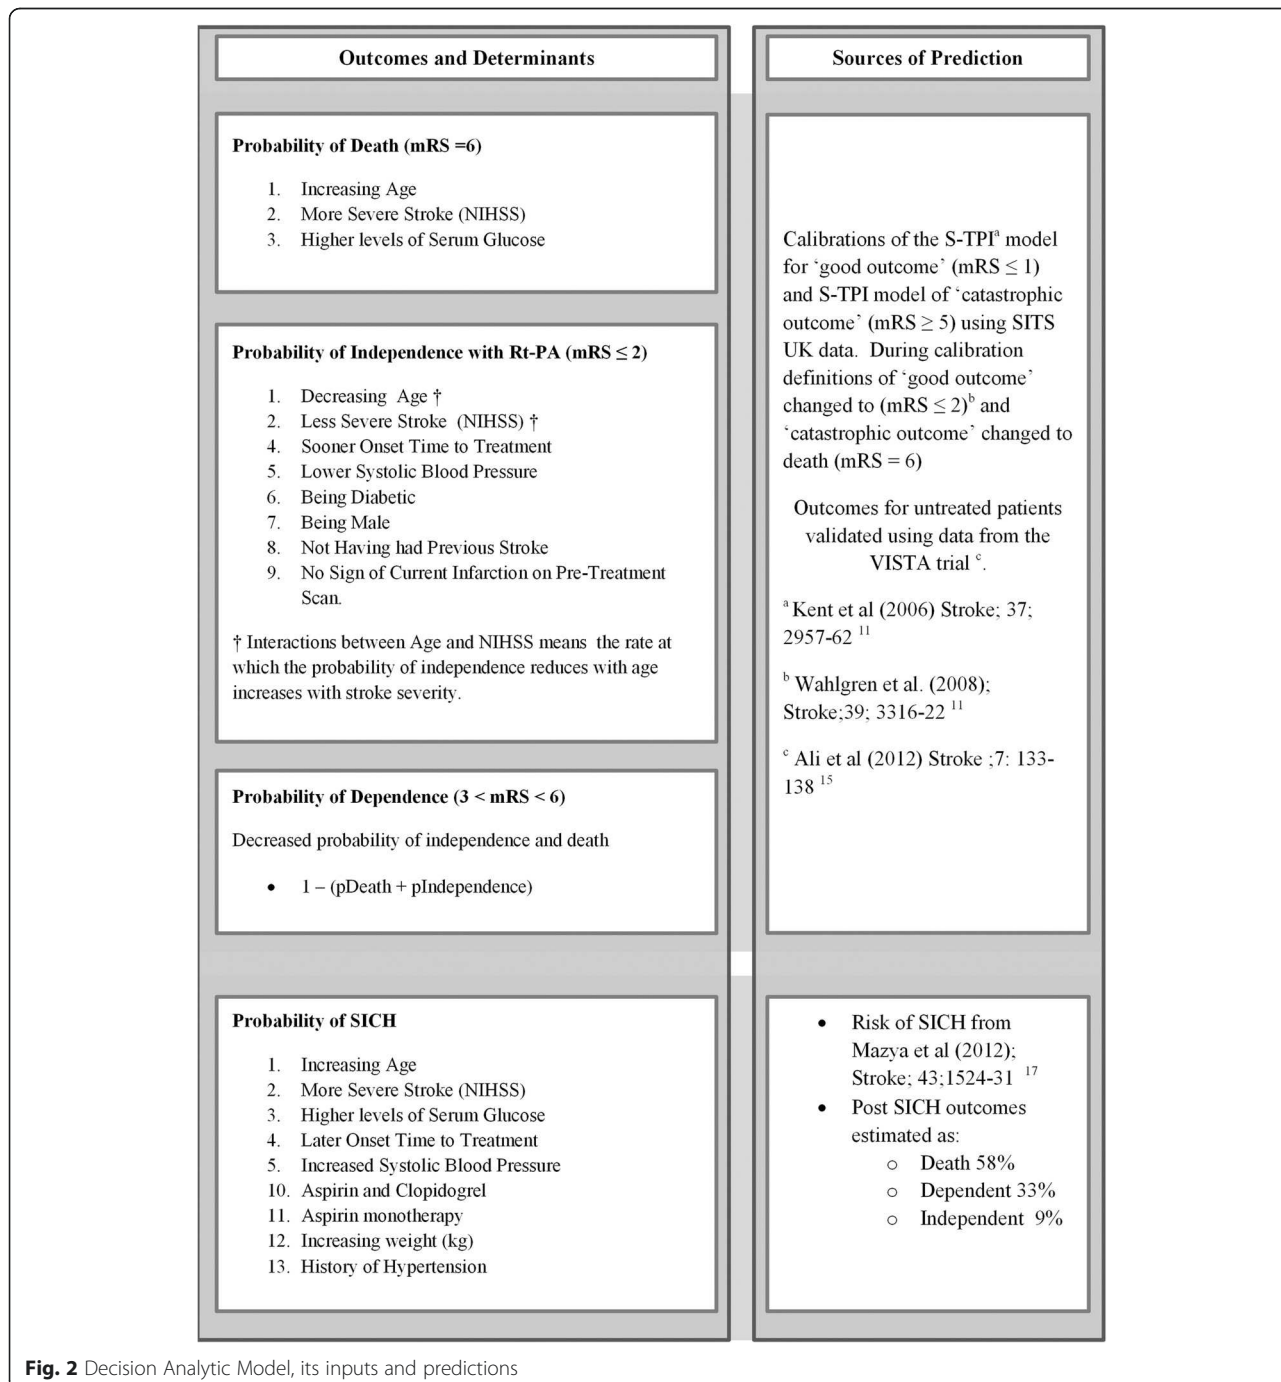 Outcomes and Determinants
Probability of Death (mRS =6)
1. Increasing Age
2. More Severe Stroke (NIHSS)
3. Higher levels of Serum Glucose
Probability of Independence with Rt-PA (mRS ≤ 2)
1. Decreasing Age †
2. Less Severe Stroke (NIHSS) †
4. Sooner Onset Time to Treatment
5. Lower Systolic Blood Pressure
6. Being Diabetic
7. Being Male
8. Not Having had Previous Stroke
9. No Sign of Current Infarction on Pre-Treatment
Scan.
† Interactions between Age and NIHSS means the rate at
which the probability of independence reduces with age
increases with stroke severity.
Probability of Dependence (3 < mRS < 6)
Decreased probability of independence and death
• 1 – (pDeath + pIndependence)
Probability of SICH
1. Increasing Age
2. More Severe Stroke (NIHSS)
3. Higher levels of Serum Glucose
4. Later Onset Time to Treatment
5. Increased Systolic Blood Pressure
10. Aspirin and Clopidogrel
11. Aspirin monotherapy
12. Increasing weight (kg)
13. History of Hypertension
Sources of Prediction
Calibrations of the S-TPIᵃ model
for ‘good outcome’ (mRS ≤ 1)
and S-TPI model of ‘catastrophic
outcome’ (mRS ≥ 5) using SITS
UK data. During calibration
definitions of ‘good outcome’
changed to (mRS ≤ 2)ᵇ and
‘catastrophic outcome’ changed to
death (mRS = 6)
Outcomes for untreated patients
validated using data from the
VISTA trial ᶜ.
ᵃ Kent et al (2006) Stroke; 37;
2957-62 ¹¹
ᵇ Wahlgren et al. (2008);
Stroke;39; 3316-22 ¹¹
ᶜ Ali et al (2012) Stroke ;7: 133-
138 ¹⁵
• Risk of SICH from
Mazya et al (2012);
Stroke; 43;1524-31 ¹⁷
• Post SICH outcomes
estimated as:
o Death 58%
o Dependent 33%
o Independent 9%
Fig. 2 Decision Analytic Model, its inputs and predictions